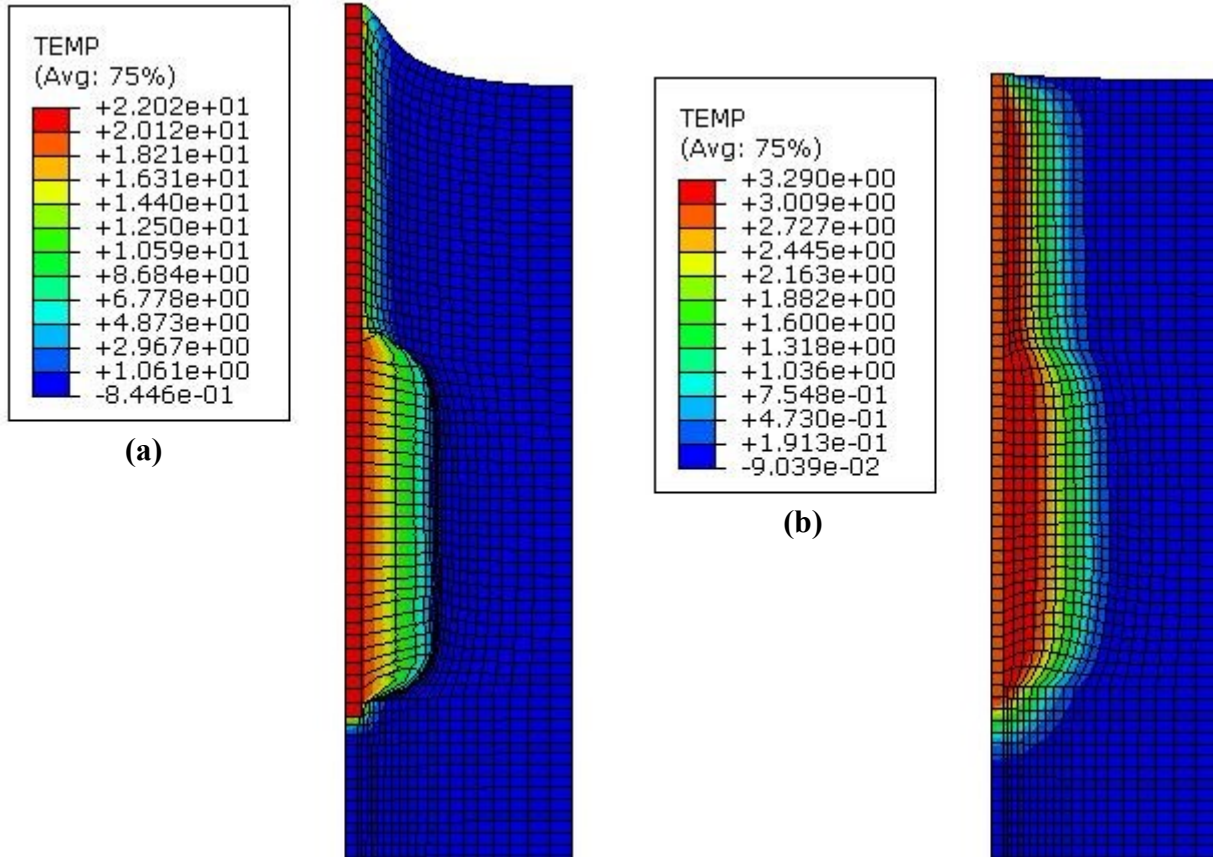 TEMP
(Avg: 75%)
+2.202e+01
+2.012e+01
+1.821e+01
+1.631e+01
+1.440e+01
+1.250e+01
+1.059e+01
+8.684e+00
+6.778e+00
+4.873e+00
+2.967e+00
+1.061e+00
-8.446e-01
(a)
TEMP
(Avg: 75%)
+3.290e+00
+3.009e+00
+2.727e+00
+2.445e+00
+2.163e+00
+1.882e+00
+1.600e+00
+1.318e+00
+1.036e+00
+7.548e-01
+4.730e-01
+1.913e-01
-9.039e-02
(b)